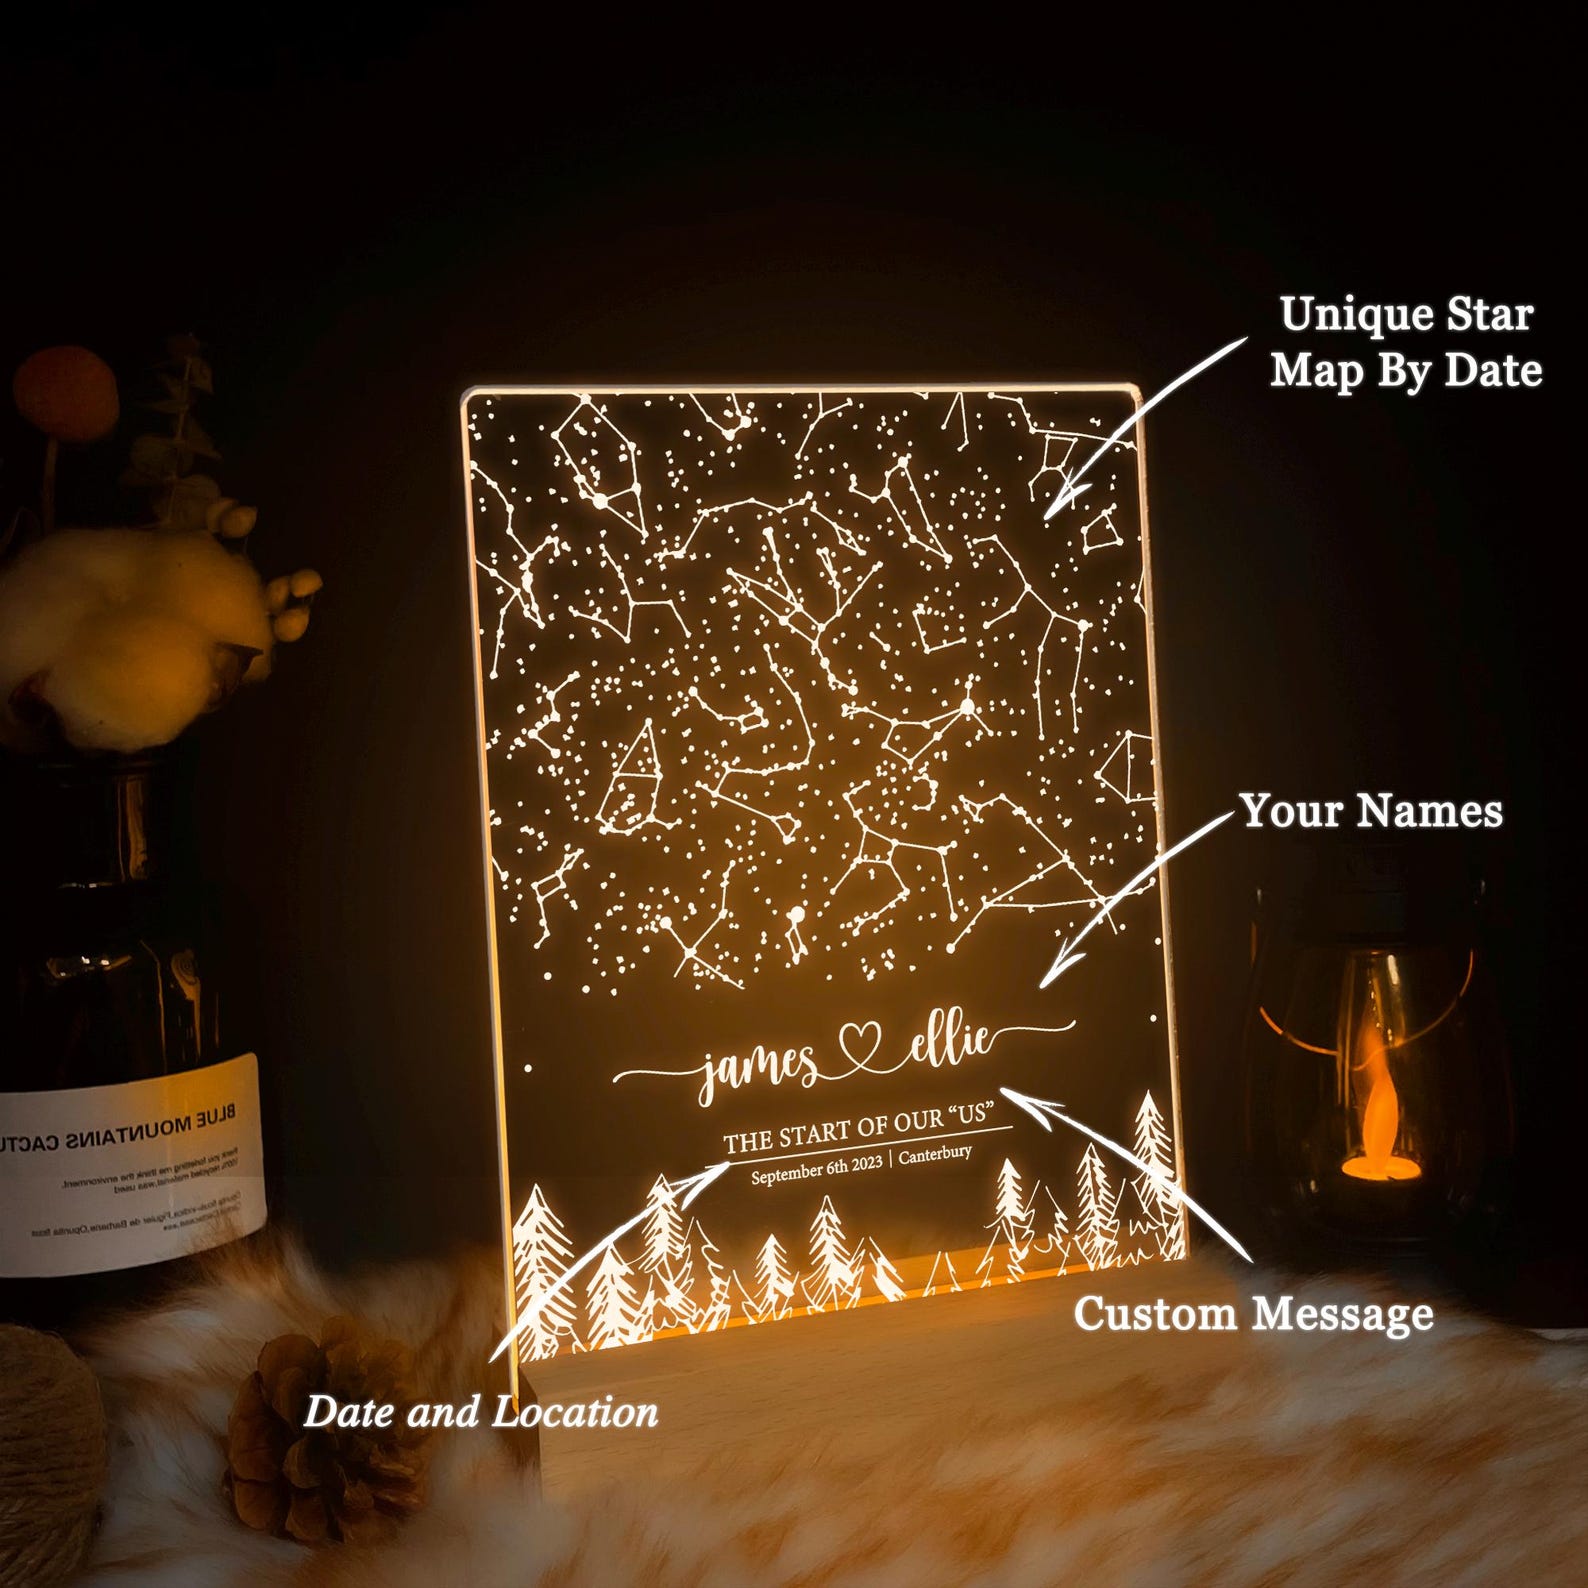 Unique Star
Map By Date
Your Names
james ellie
THE START OF OUR “US”
September 6th 2023 | Canterbury
Custom Message
Date and Location
BLUE MOUNTAINS CACTU